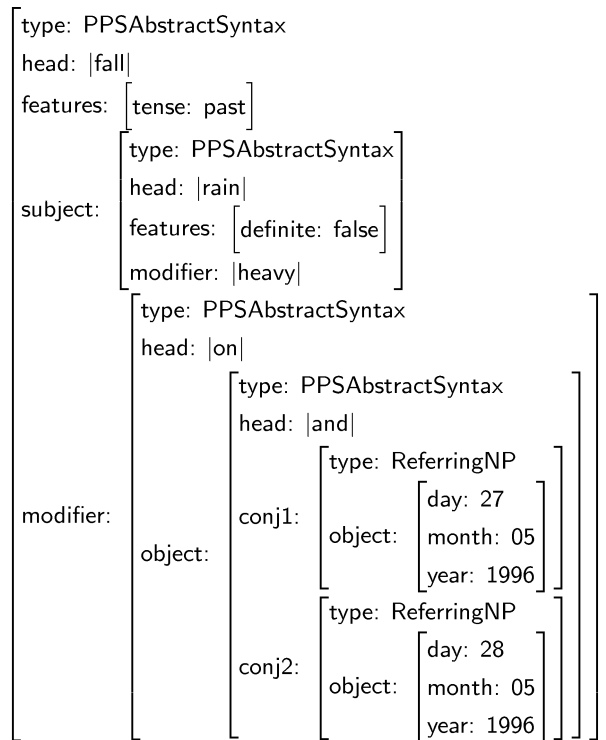 type: PPSAbstractSyntax
head: |fall|
features: [tense: past]
subject: type: PPSAbstractSyntax
head: |rain|
features: [definite: false]
modifier: |heavy|
modifier: type: PPSAbstractSyntax
head: |on|
object: type: PPSAbstractSyntax
head: |and|
conj1: type: ReferringNP
object: day: 27
month: 05
year: 1996
conj2: type: ReferringNP
object: day: 28
month: 05
year: 1996